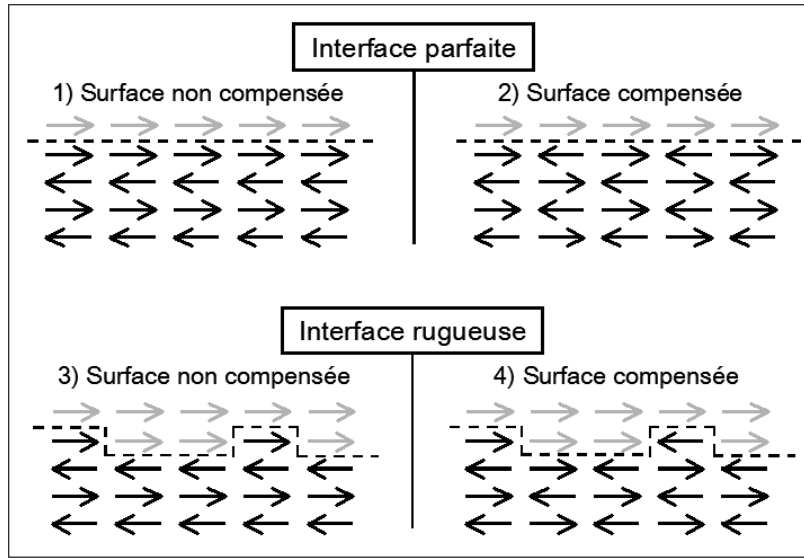 Interface parfaite
1) Surface non compensée
2) Surface compensée
Interface rugueuse
3) Surface non compensée
4) Surface compensée